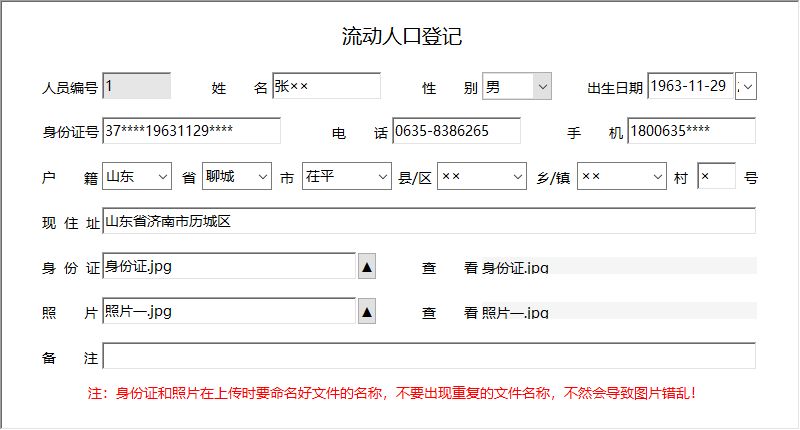 流动人口登记
人员编号 1 姓 名 张×× 性 别 男 出生日期 1963-11-29
身份证号 37****19631129**** 电 话 0635-8386265 手 机 1800635****
户 籍 山东 省 聊城 市 茌平 县/区 ×× 乡/镇 ×× 村 × 号
现 住 址 山东省济南市历城区
身 份 证 身份证.jpg ▲ 查 看 身份证.jpg
照 片 照片一.jpg ▲ 查 看 照片一.jpg
备 注
注：身份证和照片在上传时要命名好文件的名称，不要出现重复的文件名称，不然会导致图片错乱！